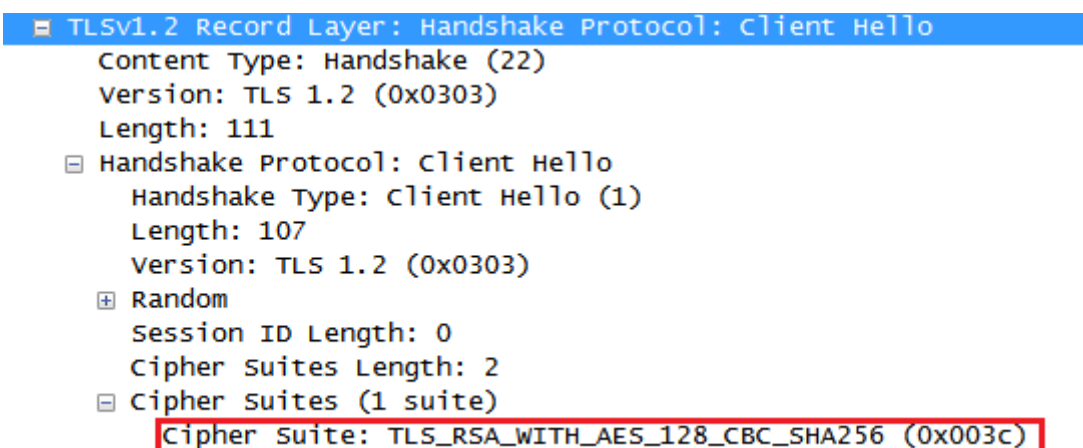 TLSv1.2 Record Layer: Handshake Protocol: Client Hello
Content Type: Handshake (22)
Version: TLS 1.2 (0x0303)
Length: 111
Handshake Protocol: Client Hello
Handshake Type: Client Hello (1)
Length: 107
Version: TLS 1.2 (0x0303)
Random
Session ID Length: 0
Cipher Suites Length: 2
Cipher Suites (1 suite)
Cipher Suite: TLS_RSA_WITH_AES_128_CBC_SHA256 (0x003c)